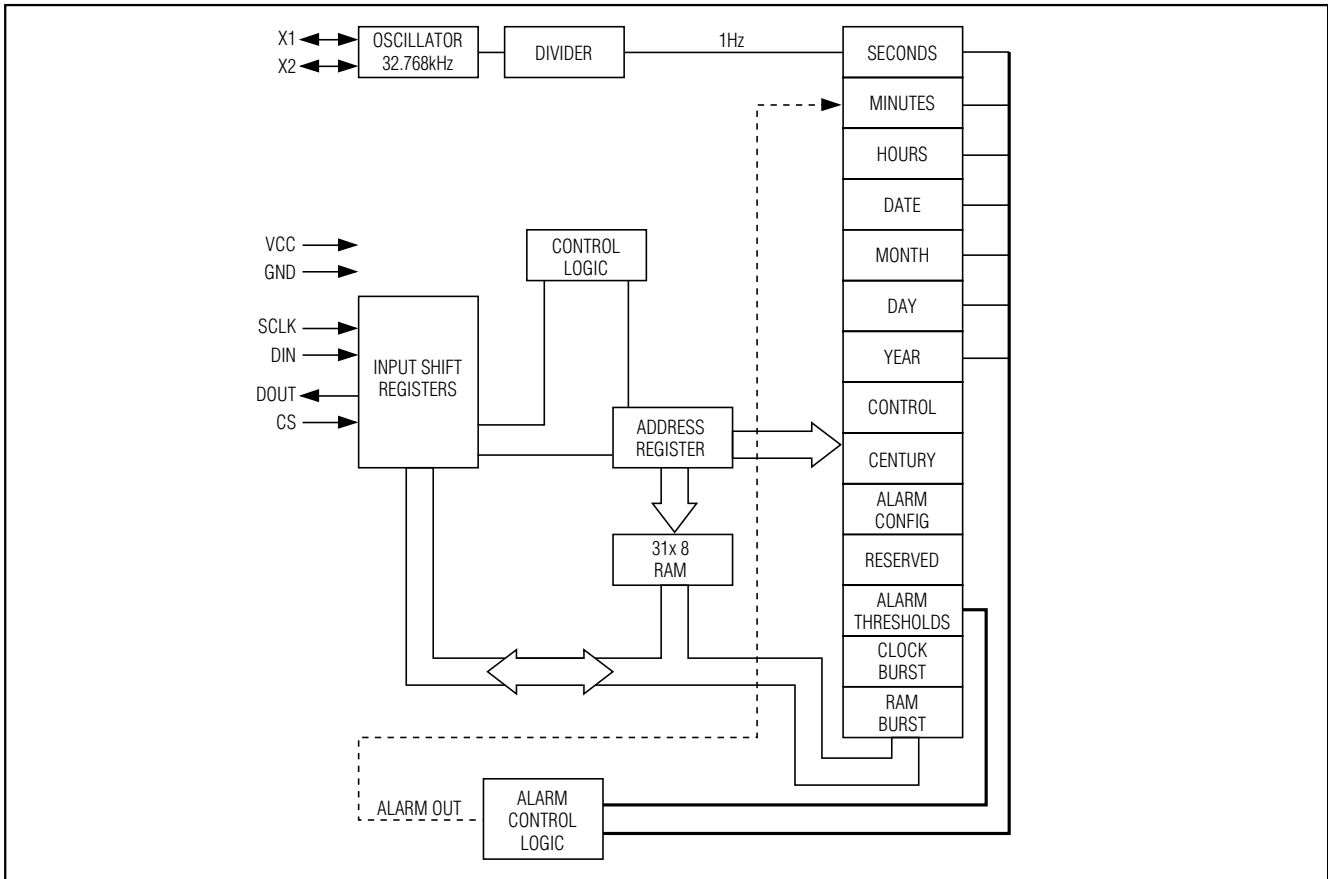 X1
X2
OSCILLATOR
32.768kHz
DIVIDER
1Hz
SECONDS
MINUTES
HOURS
DATE
MONTH
DAY
YEAR
CONTROL
CENTURY
ALARM
CONFIG
RESERVED
ALARM
THRESHOLDS
CLOCK
BURST
RAM
BURST
VCC
GND
SCLK
DIN
DOUT
CS
INPUT SHIFT
REGISTERS
CONTROL
LOGIC
ADDRESS
REGISTER
31x 8
RAM
ALARM OUT
ALARM
CONTROL
LOGIC